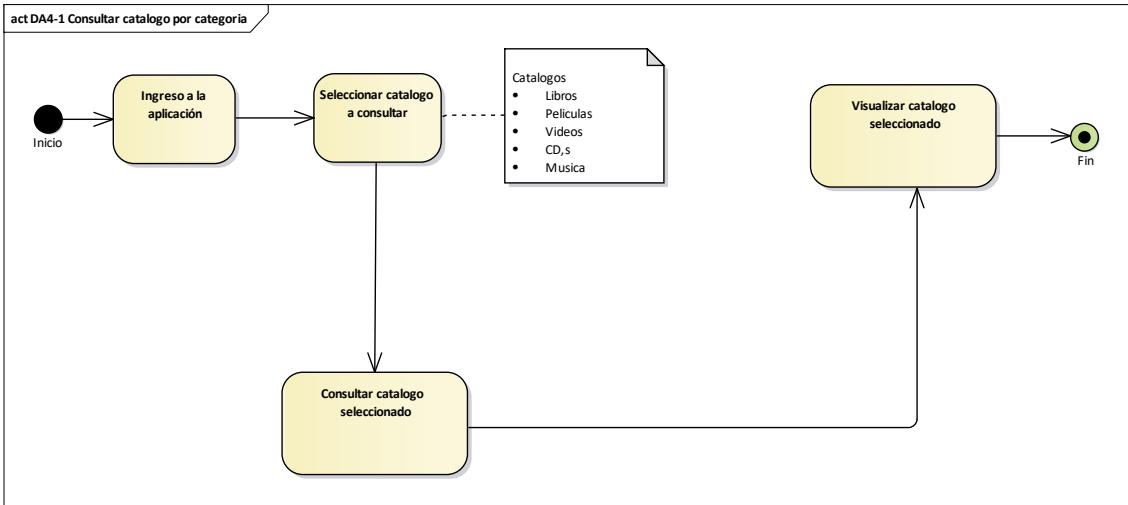 act DA4-1 Consultar catalogo por categoria
Inicio
Ingreso a la
aplicación
Seleccionar catalogo
a consultar
Catalogos
• Libros
• Peliculas
• Videos
• CD,s
• Musica
Visualizar catalogo
seleccionado
Fin
Consultar catalogo
seleccionado